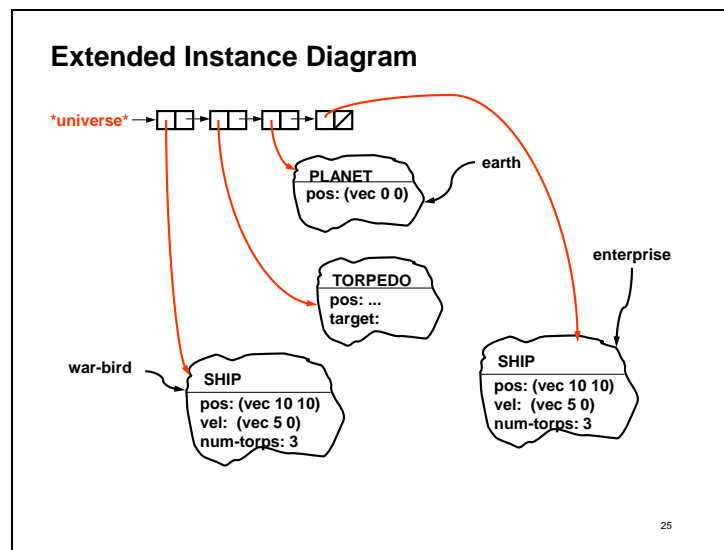 Extended Instance Diagram
*universe*
PLANET
pos: (vec 0 0)
earth
TORPEDO
pos: ...
target:
enterprise
war-bird
SHIP
pos: (vec 10 10)
vel: (vec 5 0)
num-torps: 3
SHIP
pos: (vec 10 10)
vel: (vec 5 0)
num-torps: 3
25